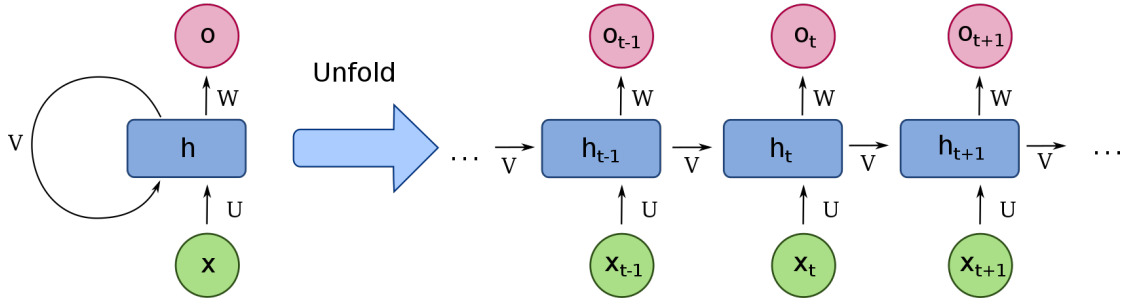 o
o_{t-1}
o_t
o_{t+1}
Unfold
W
W
W
W
V
h
...
V
h_{t-1}
V
h_t
V
h_{t+1}
V
...
U
U
U
U
x
x_{t-1}
x_t
x_{t+1}